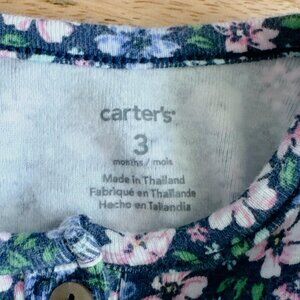 carter's
3
months / mois
Made in Thailand
Fabriqué en Thaïlande
Hecho en Tailandia